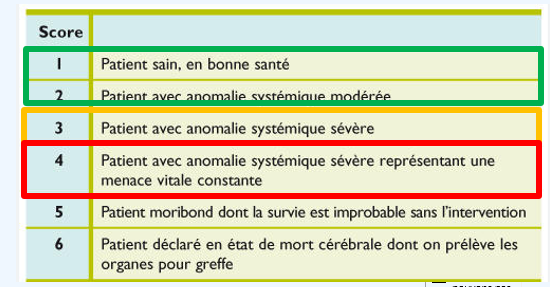 Score
1 Patient sain, en bonne santé
2 Patient avec anomalie systémique modérée
3 Patient avec anomalie systémique sévère
4 Patient avec anomalie systémique sévère représentant une
menace vitale constante
5 Patient moribond dont la survie est improbable sans l'intervention
6 Patient déclaré en état de mort cérébrale dont on prélève les
organes pour greffe